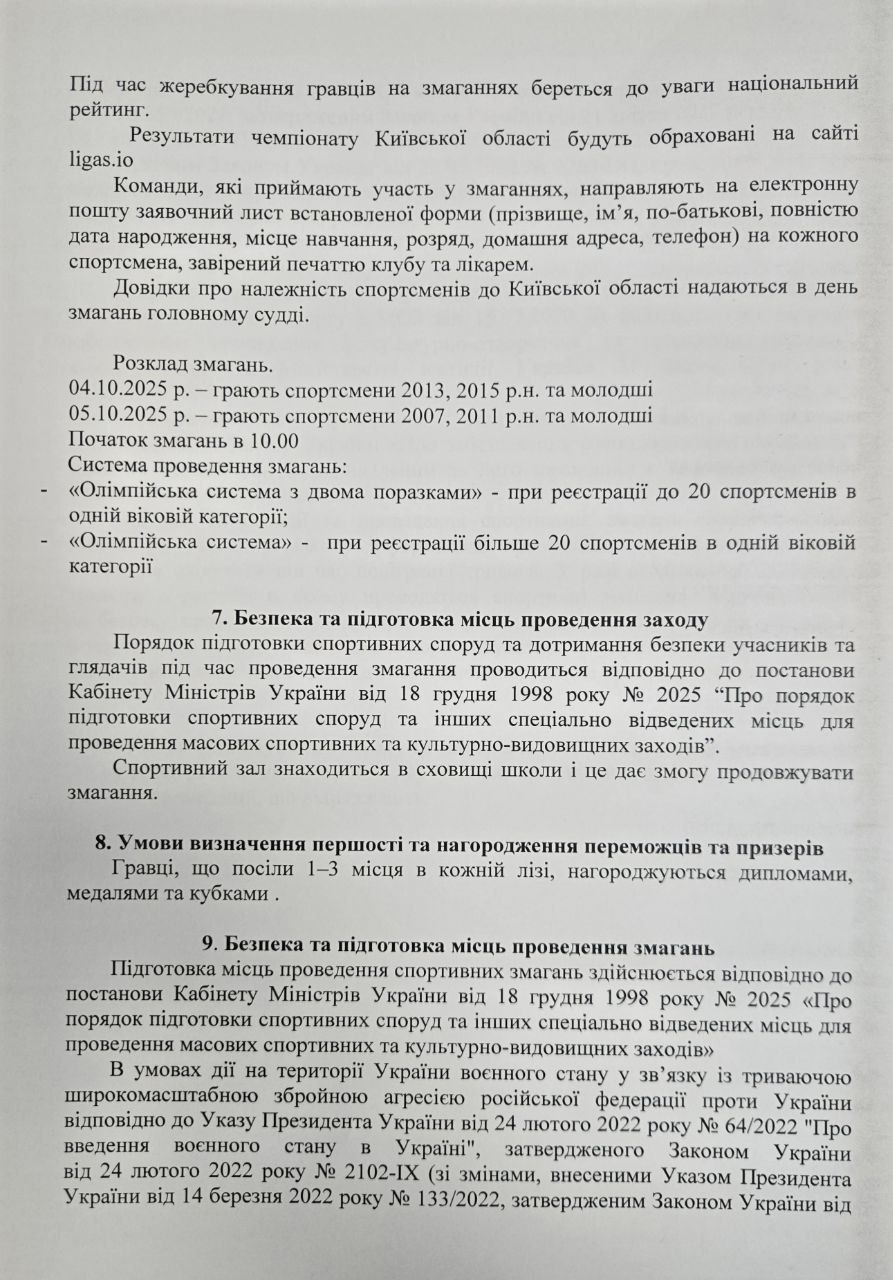 Під час жеребкування гравців на змаганнях береться до уваги національний
рейтинг.
Результати чемпіонату Київської області будуть обраховані на сайті
ligas.io
Команди, які приймають участь у змаганнях, направляють на електронну
пошту заявочний лист встановленої форми (прізвище, ім’я, по-батькові, повністю
дата народження, місце навчання, розряд, домашня адреса, телефон) на кожного
спортсмена, завірений печаттю клубу та лікарем.
Довідки про належність спортсменів до Київської області надаються в день
змагань головному судді.
Розклад змагань.
04.10.2025 р. – грають спортсмени 2013, 2015 р.н. та молодші
05.10.2025 р. – грають спортсмени 2007, 2011 р.н. та молодші
Початок змагань в 10.00
Система проведення змагань:
- «Олімпійська система з двома поразками» - при реєстрації до 20 спортсменів в
одній віковій категорії;
- «Олімпійська система» - при реєстрації більше 20 спортсменів в одній віковій
категорії
7. Безпека та підготовка місць проведення заходу
Порядок підготовки спортивних споруд та дотримання безпеки учасників та
глядачів під час проведення змагання проводиться відповідно до постанови
Кабінету Міністрів України від 18 грудня 1998 року № 2025 “Про порядок
підготовки спортивних споруд та інших спеціально відведених місць для
проведення масових спортивних та культурно-видовищних заходів”.
Спортивний зал знаходиться в сховищі школи і це дає змогу продовжувати
змагання.
8. Умови визначення першості та нагородження переможців та призерів
Гравці, що посіли 1–3 місця в кожній лізі, нагороджуються дипломами,
медалями та кубками .
9. Безпека та підготовка місць проведення змагань
Підготовка місць проведення спортивних змагань здійснюється відповідно до
постанови Кабінету Міністрів України від 18 грудня 1998 року № 2025 «Про
порядок підготовки спортивних споруд та інших спеціально відведених місць для
проведення масових спортивних та культурно-видовищних заходів»
В умовах дії на території України воєнного стану у зв’язку із триваючою
широкомасштабною збройною агресією російської федерації проти України
відповідно до Указу Президента України від 24 лютого 2022 року № 64/2022 "Про
введення воєнного стану в Україні", затвердженого Законом України
від 24 лютого 2022 року № 2102-IX (зі змінами, внесеними Указом Президента
України від 14 березня 2022 року № 133/2022, затвердженим Законом України від